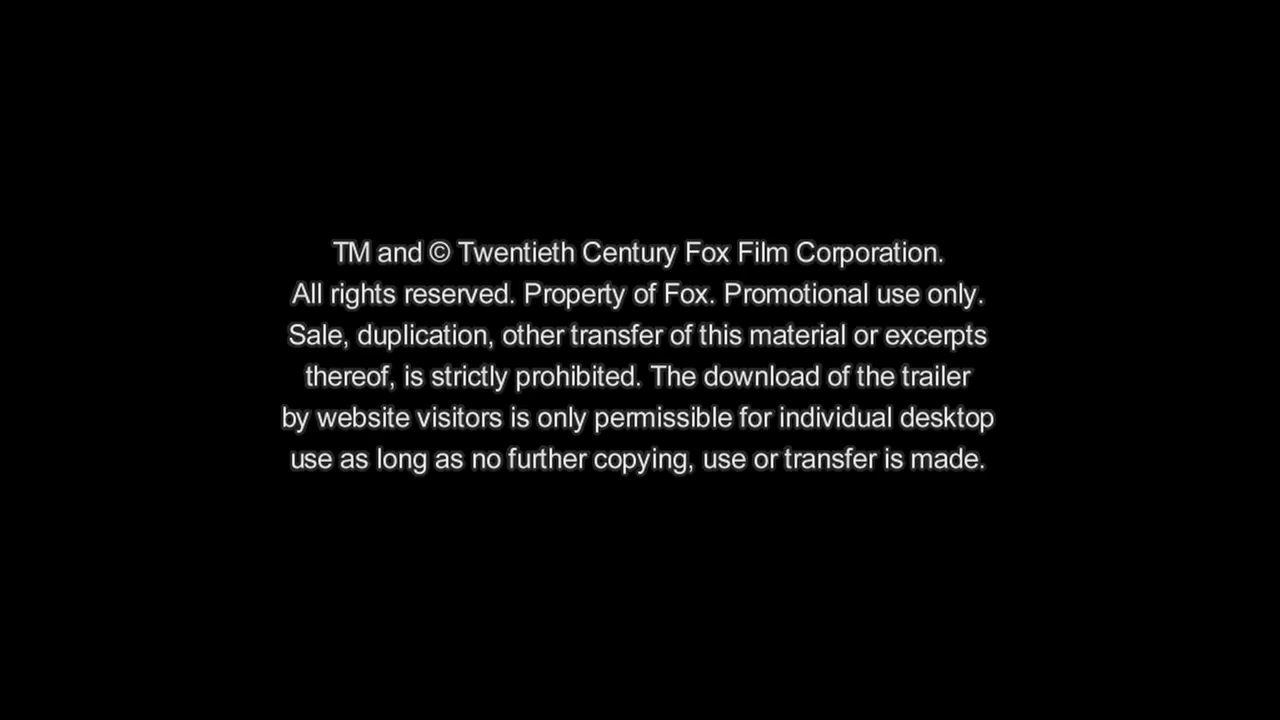 TM and © Twentieth Century Fox Film Corporation.
All rights reserved. Property of Fox. Promotional use only.
Sale, duplication, other transfer of this material or excerpts
thereof, is strictly prohibited. The download of the trailer
by website visitors is only permissible for individual desktop
use as long as no further copying, use or transfer is made.